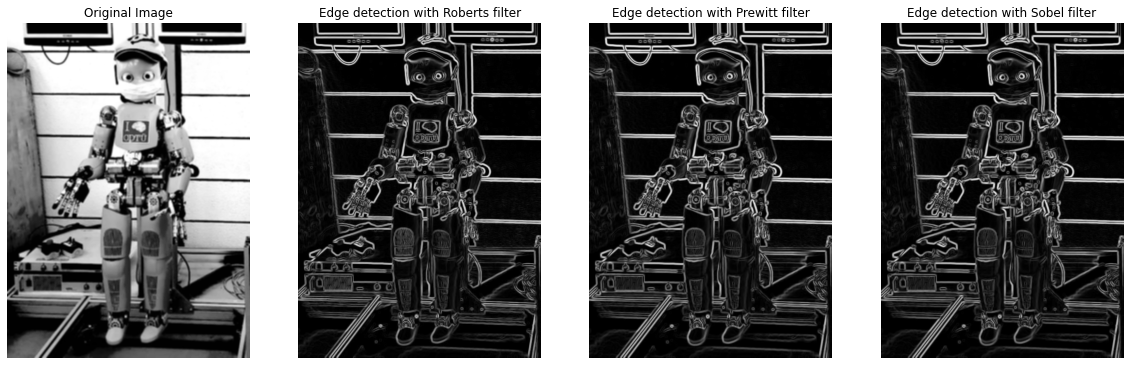 Original Image
Edge detection with Roberts filter
Edge detection with Prewitt filter
Edge detection with Sobel filter